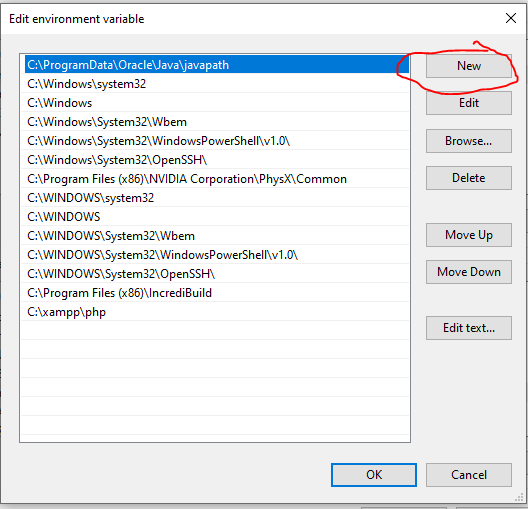 Edit environment variable
C:\ProgramData\Oracle\Java\javapath
C:\Windows\system32
C:\Windows
C:\Windows\System32\Wbem
C:\Windows\System32\WindowsPowerShell\v1.0\
C:\Windows\System32\OpenSSH\
C:\Program Files (x86)\NVIDIA Corporation\PhysX\Common
C:\WINDOWS\system32
C:\WINDOWS
C:\WINDOWS\System32\Wbem
C:\WINDOWS\System32\WindowsPowerShell\v1.0\
C:\WINDOWS\System32\OpenSSH\
C:\Program Files (x86)\IncrediBuild
C:\xampp\php
New
Edit
Browse...
Delete
Move Up
Move Down
Edit text...
OK
Cancel